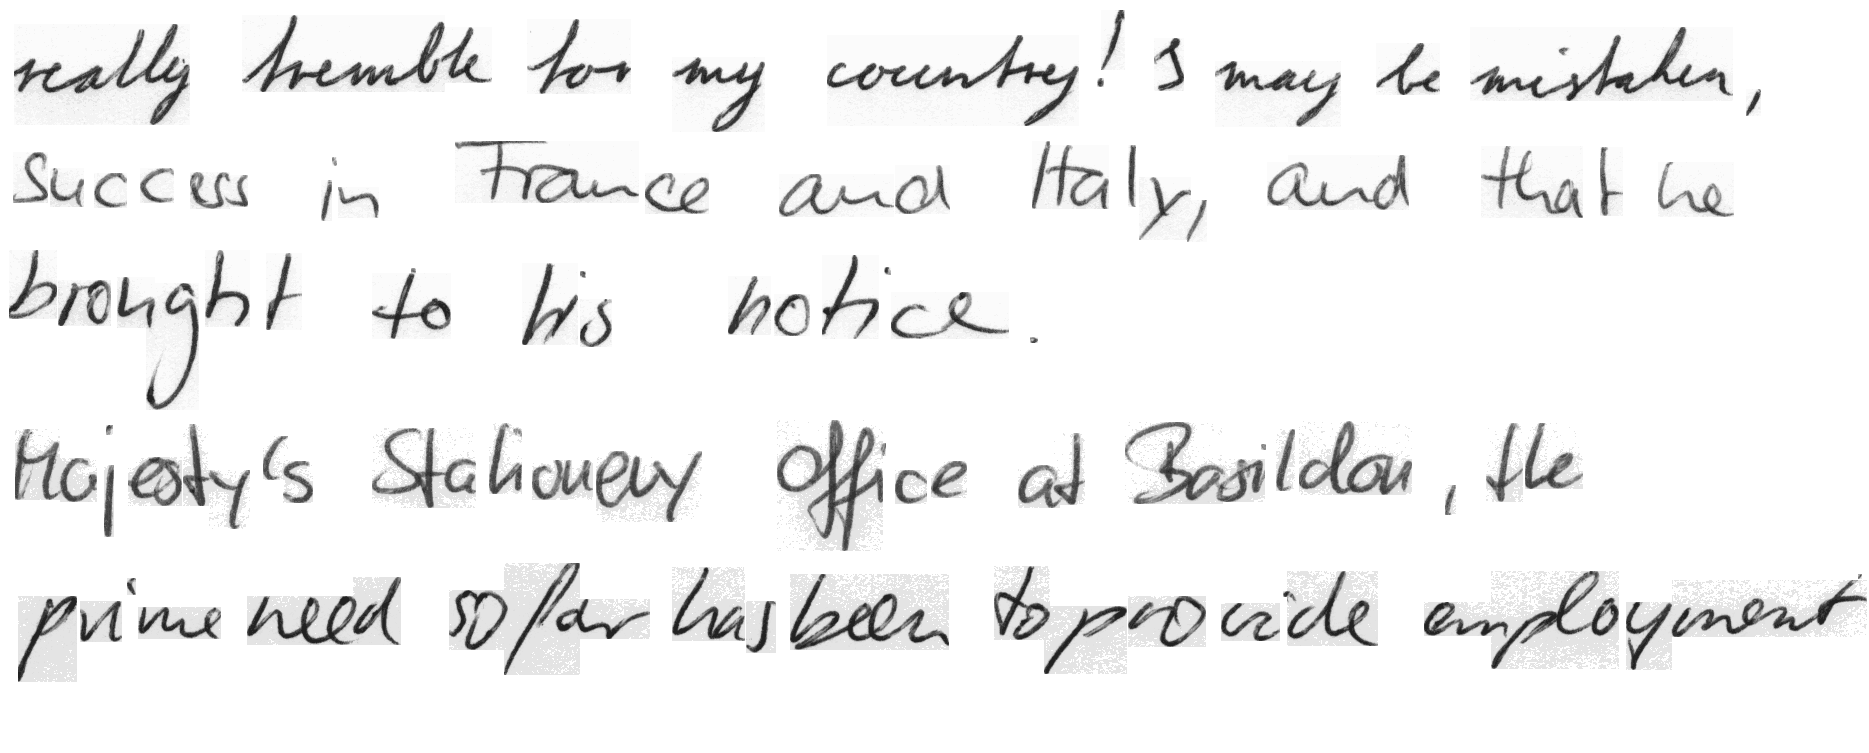 really tremble for my country! I may be mistaken,
success in France and Italy, and that he
brought to his notice.
Majesty's Stationery Office at Basildon, the
prime need so far has been to provide employment